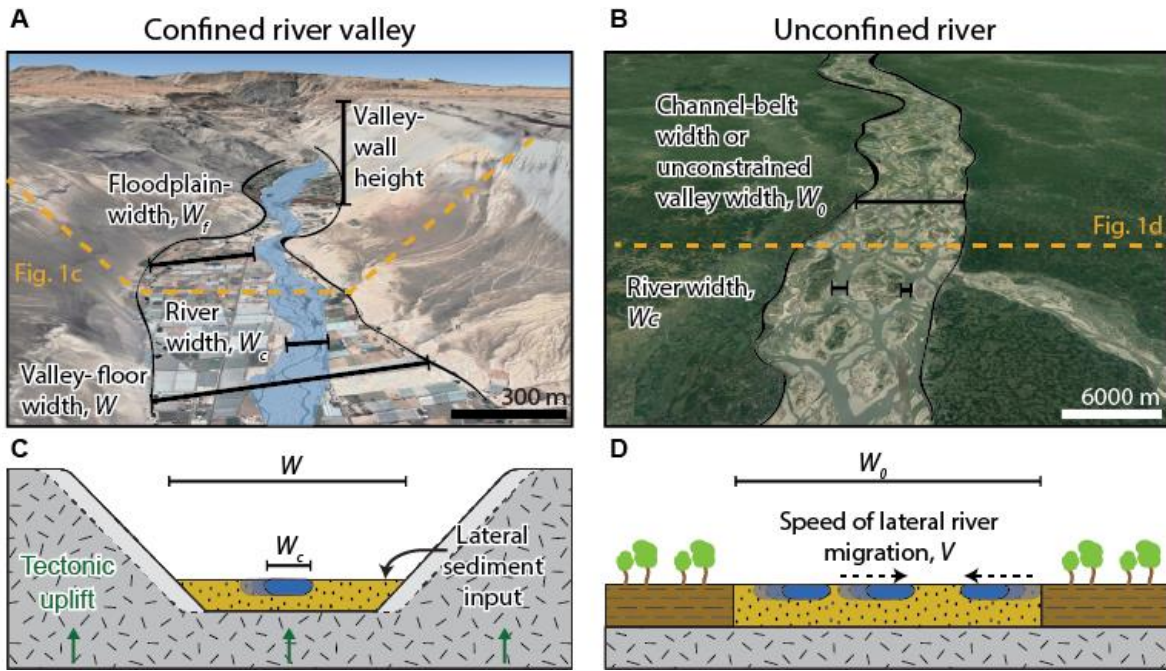 A
Confined river valley
Valley-
wall
height
Floodplain-
width, Wf
Fig. 1c
River
width, Wc
Valley-floor
width, W
300 m
B
Unconfined river
Channel-belt
width or
unconstrained
valley width, W0
Fig. 1d
River width,
Wc
6000 m
C
W
Wc
Lateral
sediment
input
Tectonic
uplift
D
W0
Speed of lateral river
migration, V